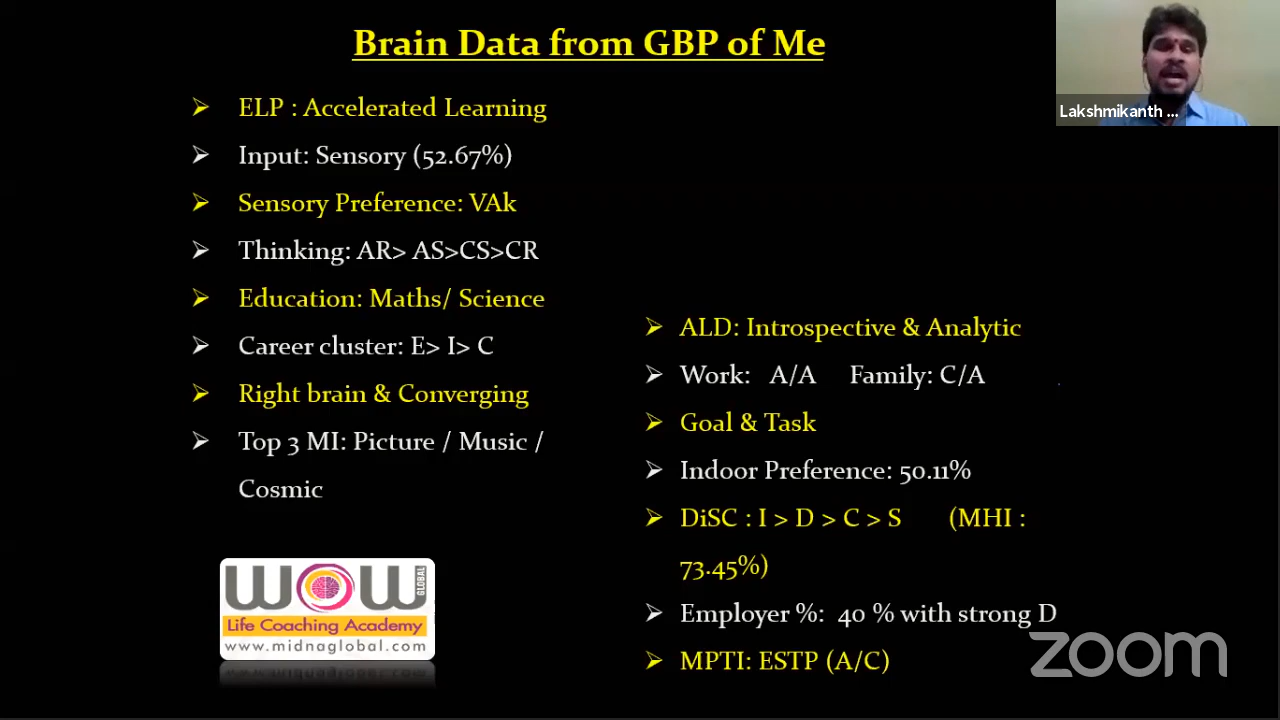 Brain Data from GBP of Me
Lakshmikanth ...
ELP : Accelerated Learning
Input: Sensory (52.67%)
Sensory Preference: VAk
Thinking: AR> AS>CS>CR
Education: Maths/ Science
Career cluster: E> I> C
Right brain & Converging
Top 3 MI: Picture / Music /
Cosmic
ALD: Introspective & Analytic
Work: A/A Family: C/A
Goal & Task
Indoor Preference: 50.11%
DiSC : I > D > C > S (MHI :
73.45%)
Employer %: 40 % with strong D
MPTI: ESTP (A/C)
WOW GLOBAL
Life Coaching Academy
www.midnaglobal.com
zoom